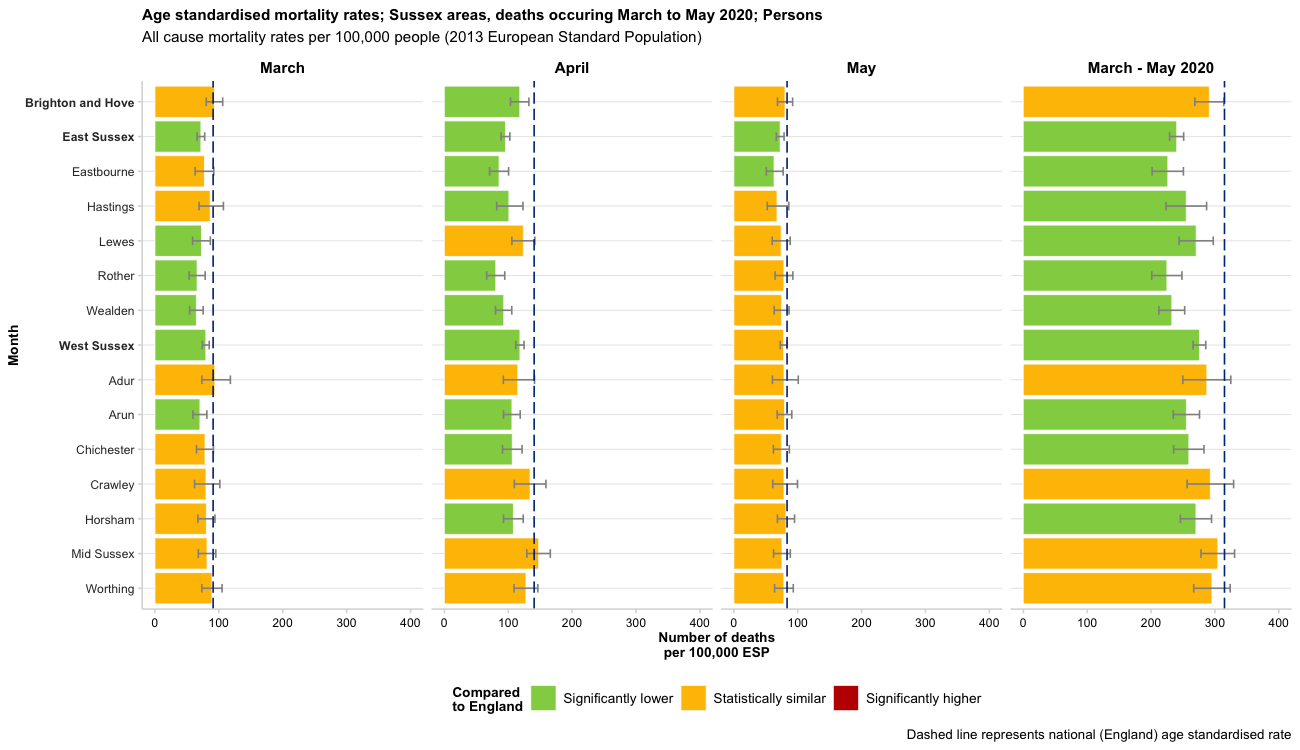 Age standardised mortality rates; Sussex areas, deaths occuring March to May 2020; Persons
All cause mortality rates per 100,000 people (2013 European Standard Population)
March April May March - May 2020
Month
Brighton and Hove
East Sussex
Eastbourne
Hastings
Lewes
Rother
Wealden
West Sussex
Adur
Arun
Chichester
Crawley
Horsham
Mid Sussex
Worthing
0 100 200 300 400 0 100 200 300 400 0 100 200 300 400 0 100 200 300 400
Number of deaths
per 100,000 ESP
Compared
to England
Significantly lower Statistically similar Significantly higher
Dashed line represents national (England) age standardised rate